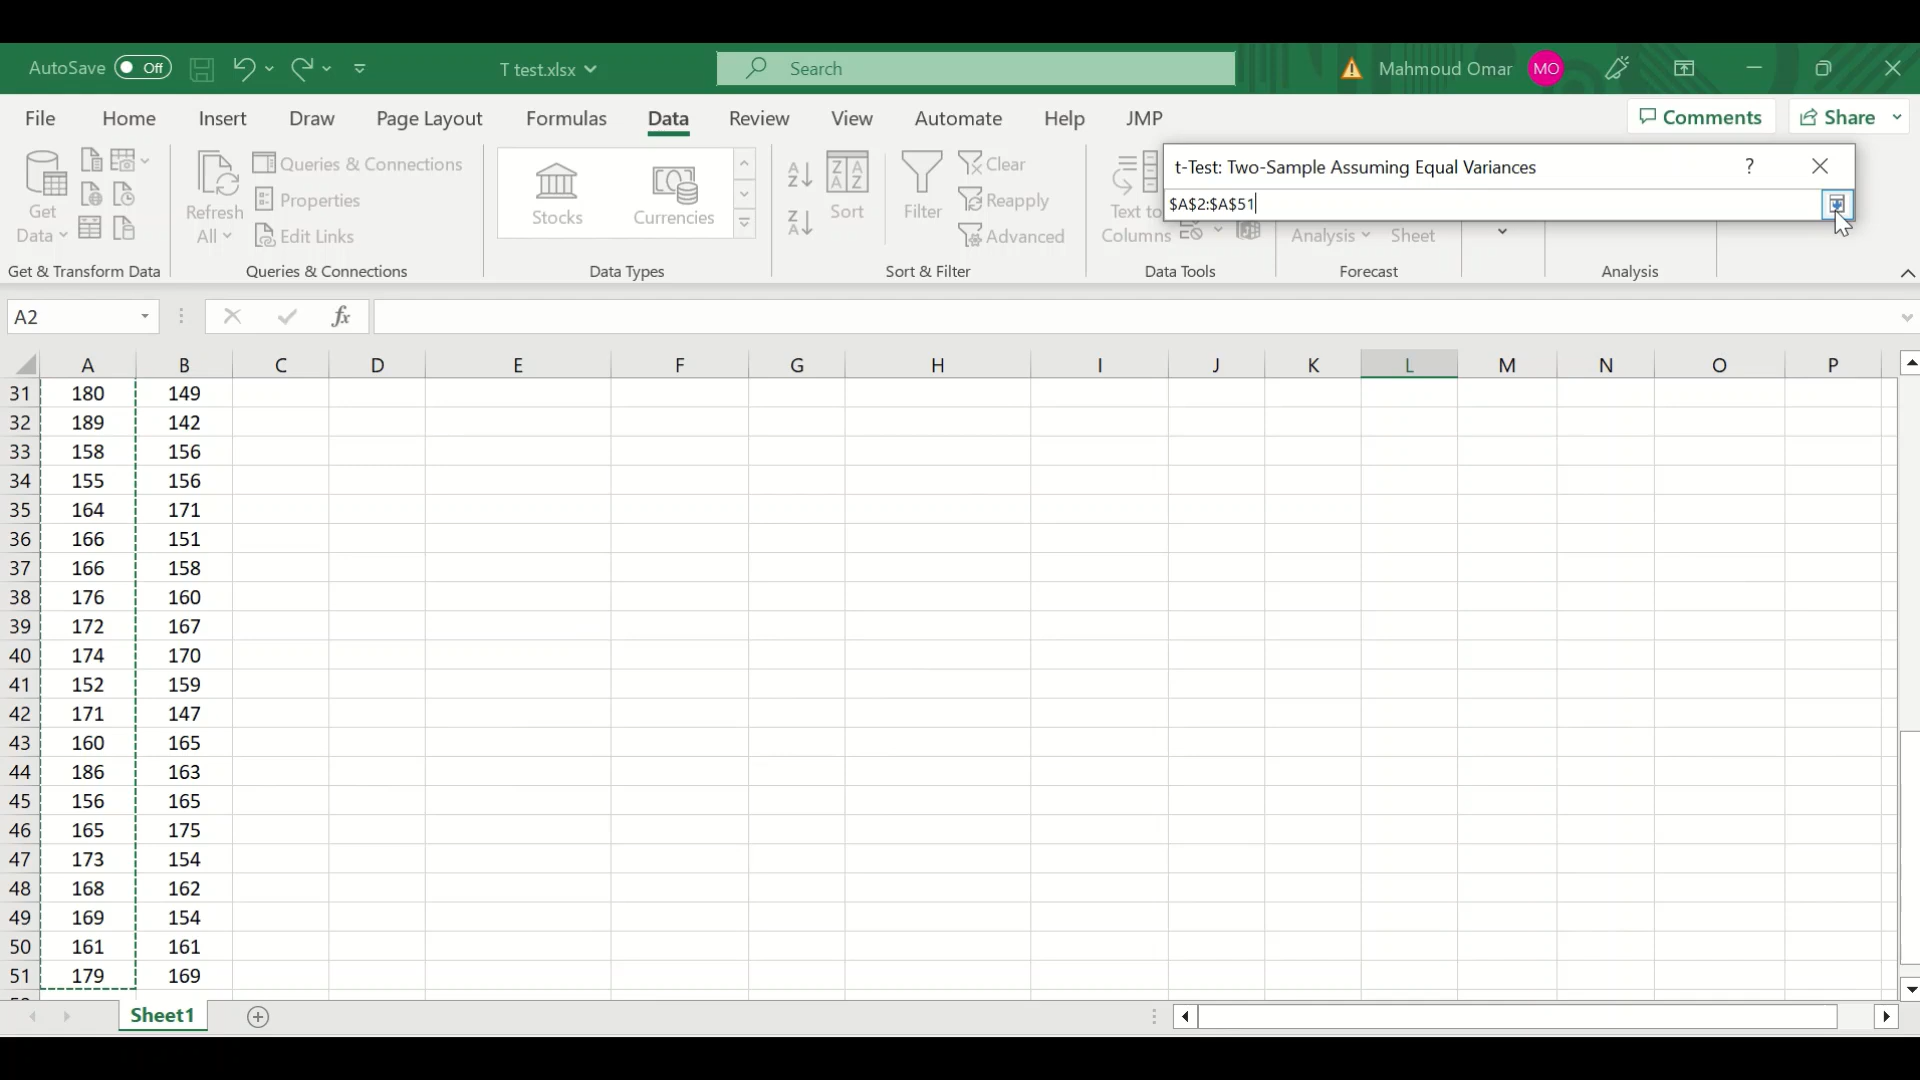 AutoSave Off T test.xlsx Search Mahmoud Omar MO
File Home Insert Draw Page Layout Formulas Data Review View Automate Help JMP Comments Share
t-Test: Two-Sample Assuming Equal Variances ?
$A$2:$A$51
Get Data
Refresh All
Queries & Connections
Properties
Edit Links
Stocks Currencies
Sort Filter
Clear
Reapply
Advanced
Text to
Columns
Analysis Sheet
Get & Transform Data Queries & Connections Data Types Sort & Filter Data Tools Forecast Analysis
A2 fx
A B C D E F G H I J K L M N O P
31 180 149
32 189 142
33 158 156
34 155 156
35 164 171
36 166 151
37 166 158
38 176 160
39 172 167
40 174 170
41 152 159
42 171 147
43 160 165
44 186 163
45 156 165
46 165 175
47 173 154
48 168 162
49 169 154
50 161 161
51 179 169
Sheet1